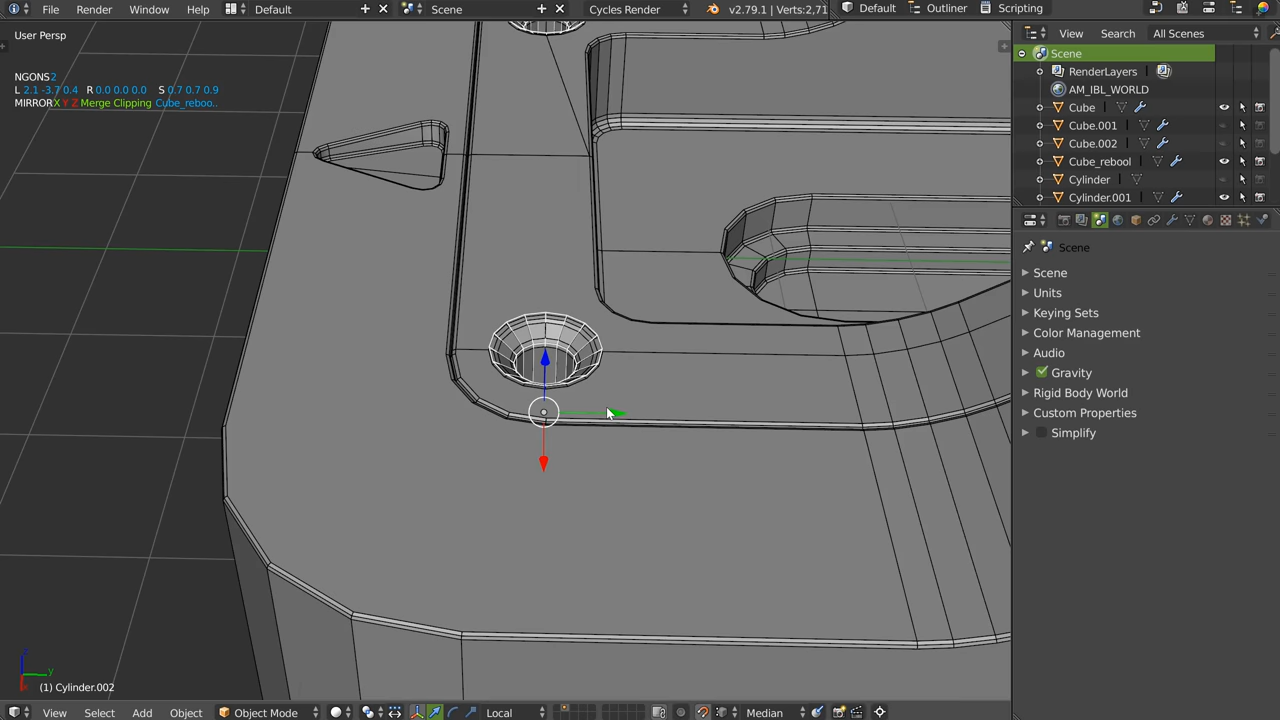 File Render Window Help Default Scene Cycles Render v2.79.1 | Verts:2,71 Default Outliner Scripting
User Persp
NGONS2
L 2.1 -3.7 0.4 R 0.0 0.0 0.0 S 0.7 0.7 0.9
MIRROR X Y Z Merge Clipping Cube_reboo..
View Search All Scenes
Scene
RenderLayers
AM_IBL_WORLD
Cube
Cube.001
Cube.002
Cube_rebool
Cylinder
Cylinder.001
Scene
Scene
Units
Keying Sets
Color Management
Audio
Gravity
Rigid Body World
Custom Properties
Simplify
z
y
x
(1) Cylinder.002
View Select Add Object Object Mode Local Median